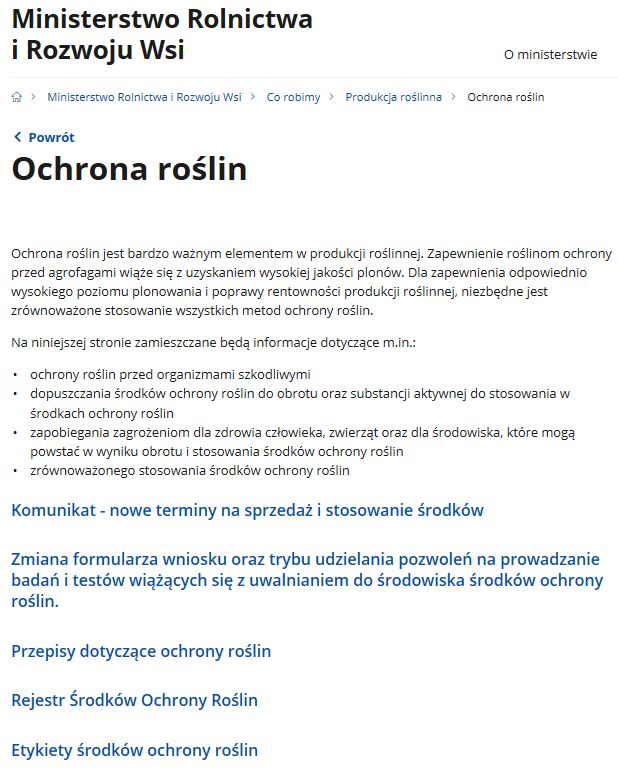 Ministerstwo Rolnictwa
i Rozwoju Wsi
O ministerstwie
Ministerstwo Rolnictwa i Rozwoju Wsi > Co robimy > Produkcja roślinna > Ochrona roślin
Powrót
Ochrona roślin
Ochrona roślin jest bardzo ważnym elementem w produkcji roślinnej. Zapewnienie roślinom ochrony
przed agrofagami wiąże się z uzyskaniem wysokiej jakości plonów. Dla zapewnienia odpowiednio
wysokiego poziomu plonowania i poprawy rentowności produkcji roślinnej, niezbędne jest
zrównoważone stosowanie wszystkich metod ochrony roślin.
Na niniejszej stronie zamieszczane będą informacje dotyczące m.in.:
• ochrony roślin przed organizmami szkodliwymi
• dopuszczania środków ochrony roślin do obrotu oraz substancji aktywnej do stosowania w
środkach ochrony roślin
• zapobiegania zagrożeniom dla zdrowia człowieka, zwierząt oraz dla środowiska, które mogą
powstać w wyniku obrotu i stosowania środków ochrony roślin
• zrównoważonego stosowania środków ochrony roślin
Komunikat - nowe terminy na sprzedaż i stosowanie środków
Zmiana formularza wniosku oraz trybu udzielania pozwoleń na prowadzanie
badań i testów wiążących się z uwalnianiem do środowiska środków ochrony
roślin.
Przepisy dotyczące ochrony roślin
Rejestr Środków Ochrony Roślin
Etykiety środków ochrony roślin